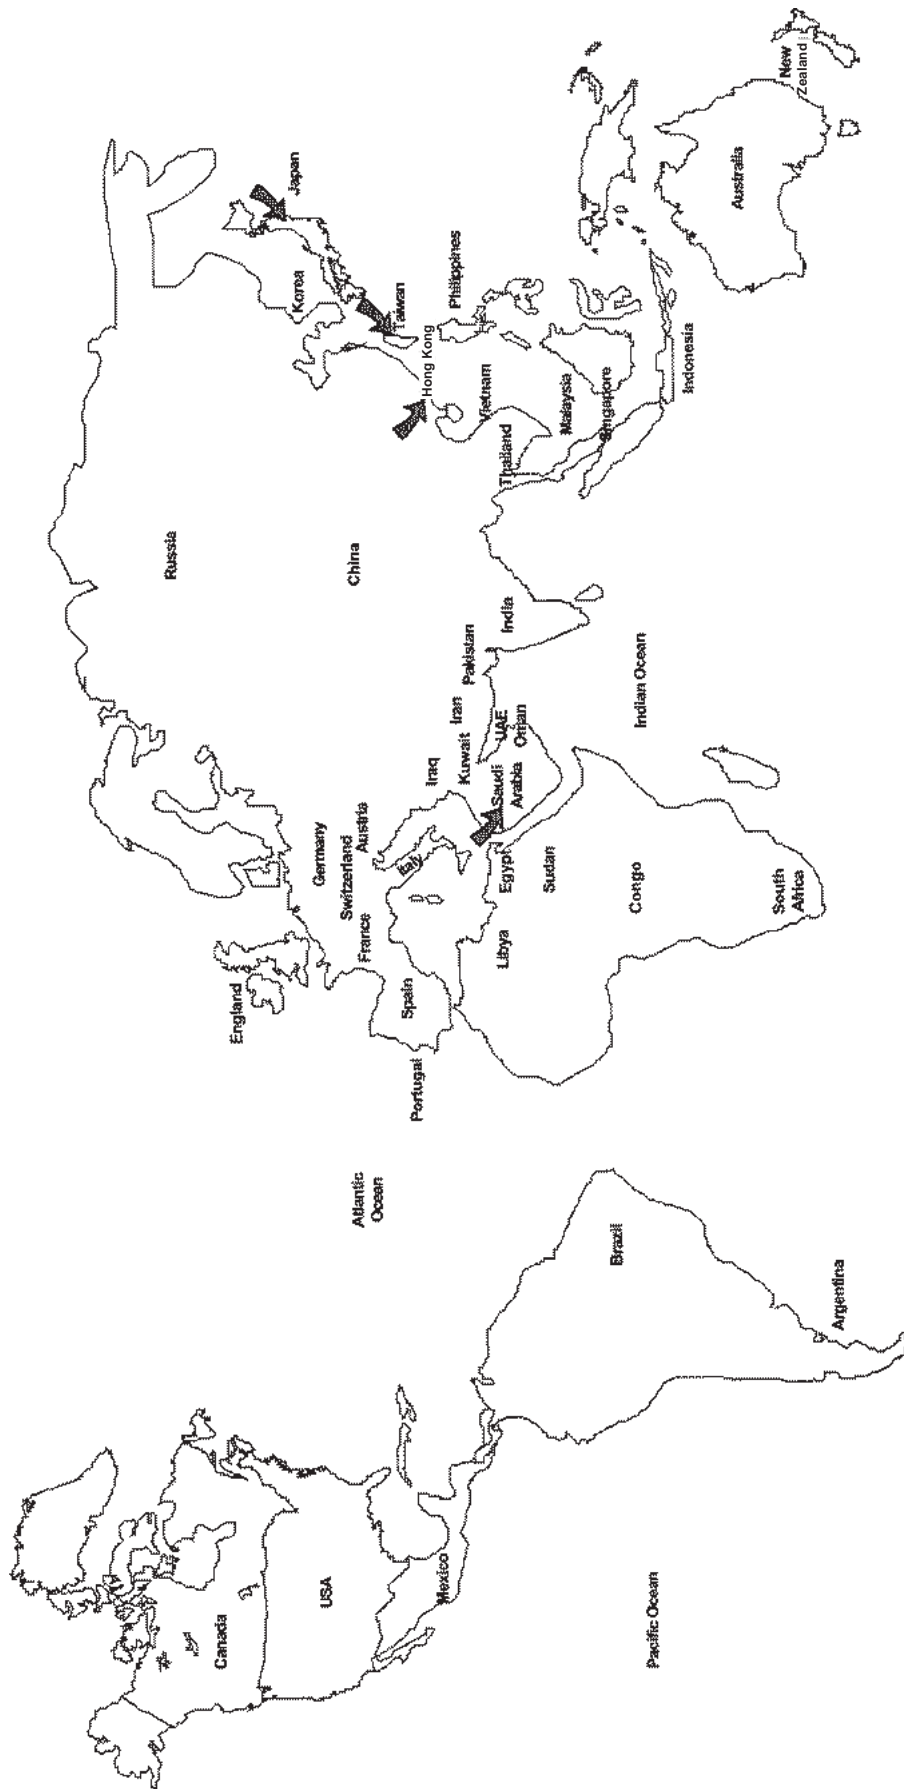 Canada
USA
Mexico
Pacific Ocean
Atlantic
Ocean
Brazil
Argentina
England
Portugal
Spain
France
Switzerland
Germany
Austria
Italy
Libya
Egypt
Sudan
Congo
South
Africa
Iraq
Kuwait
Iran
Saudi
Arabia
UAE
Oman
Pakistan
India
Indian Ocean
Russia
China
Korea
Japan
Taiwan
Hong Kong
Philippines
Vietnam
Thailand
Malaysia
Singapore
Indonesia
Australia
New
Zealand